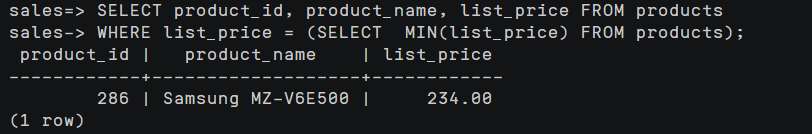 sales=> SELECT product_id, product_name, list_price FROM products
sales-> WHERE list_price = (SELECT  MIN(list_price) FROM products);
 product_id |   product_name    | list_price
------------+-------------------+------------
        286 | Samsung MZ-V6E500 |     234.00
(1 row)